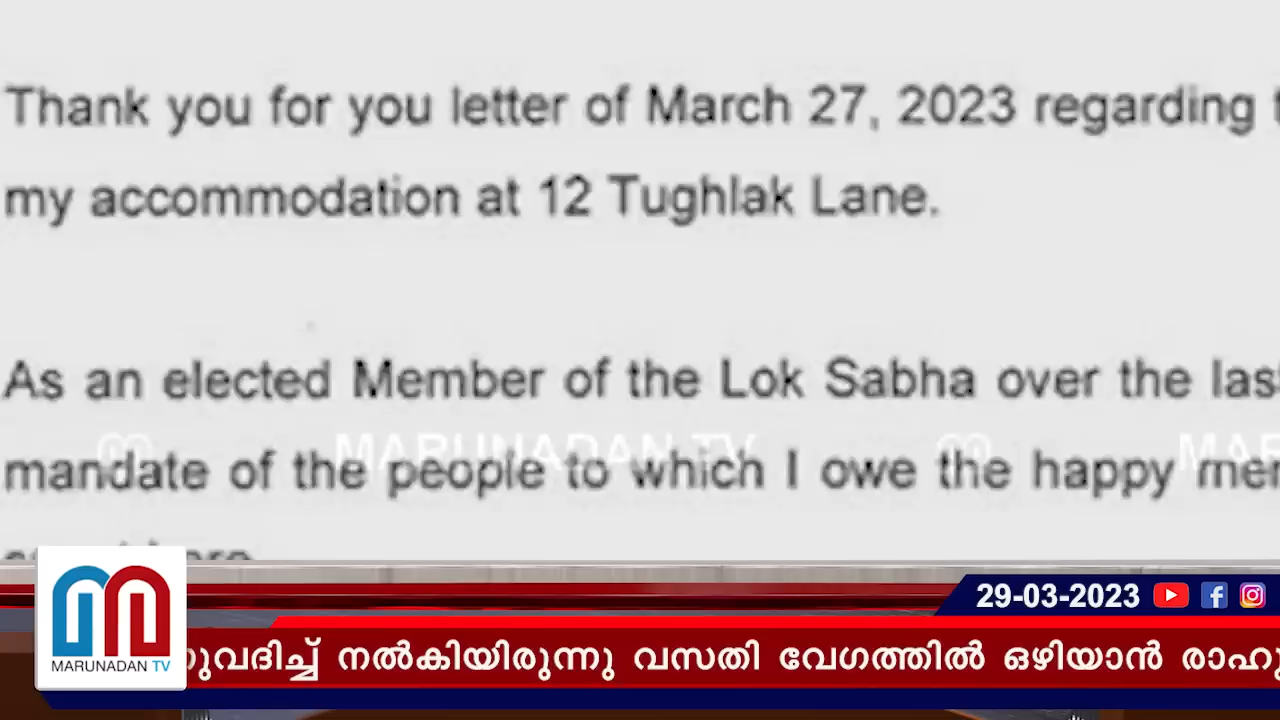 Thank you for you letter of March 27, 2023 regarding
my accommodation at 12 Tughlak Lane.
As an elected Member of the Lok Sabha over the last
MARUNADAN TV
mandate of the people to which I owe the happy
29-03-2023
MARUNADAN TV
നൽകിയിരുന്നു വസതി വേഗത്തിൽ ഒഴിയാൻ